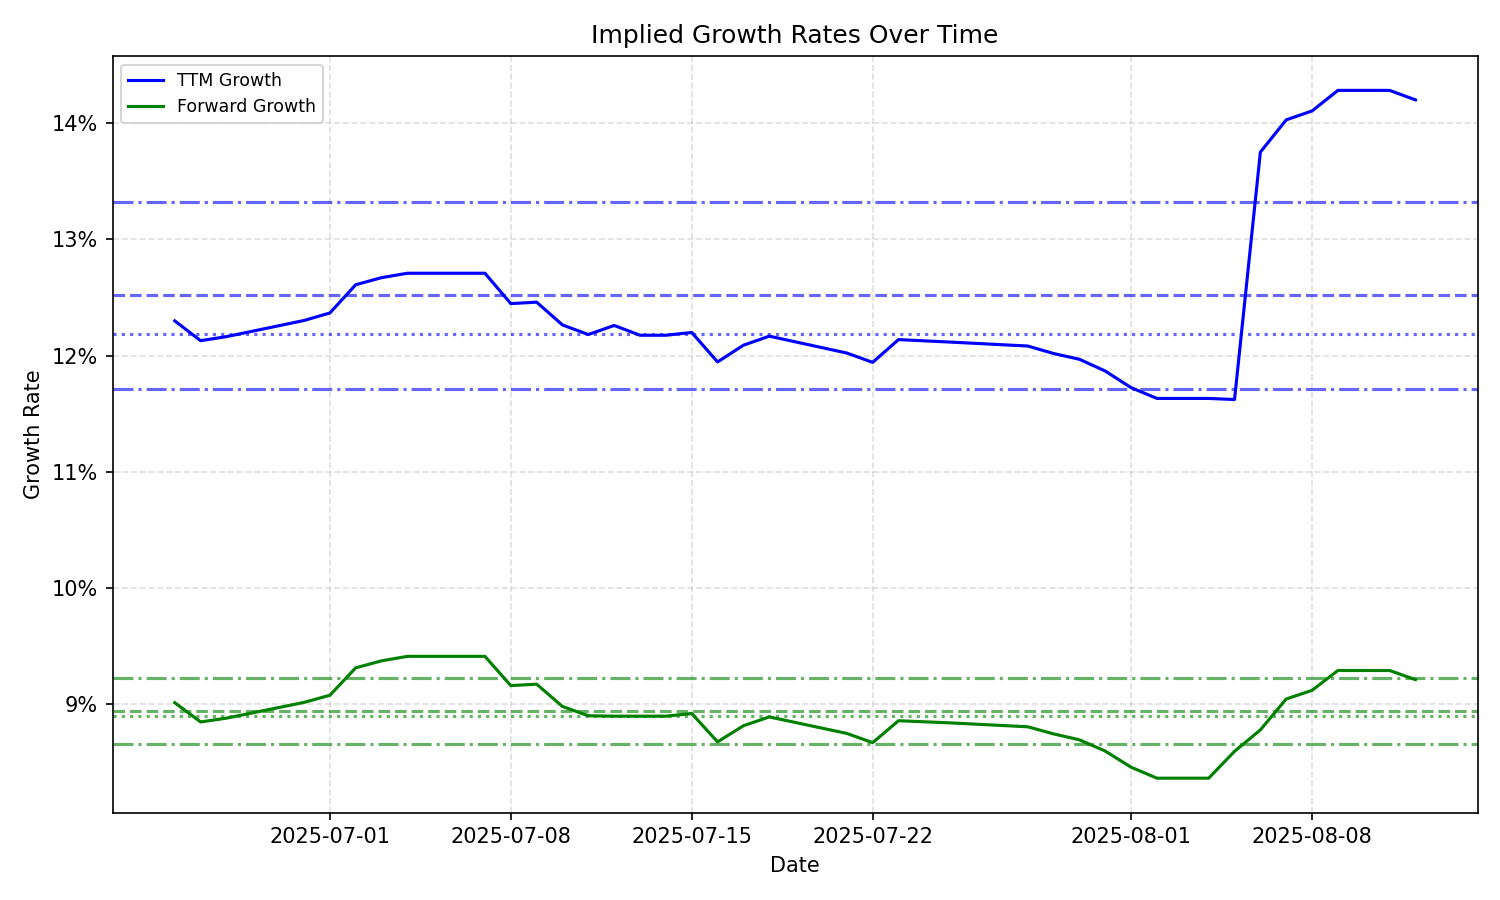 Implied Growth Rates Over Time
TTM Growth
Forward Growth
14%
13%
12%
11%
10%
9%
Growth Rate
2025-07-01
2025-07-08
2025-07-15
2025-07-22
2025-08-01
2025-08-08
Date